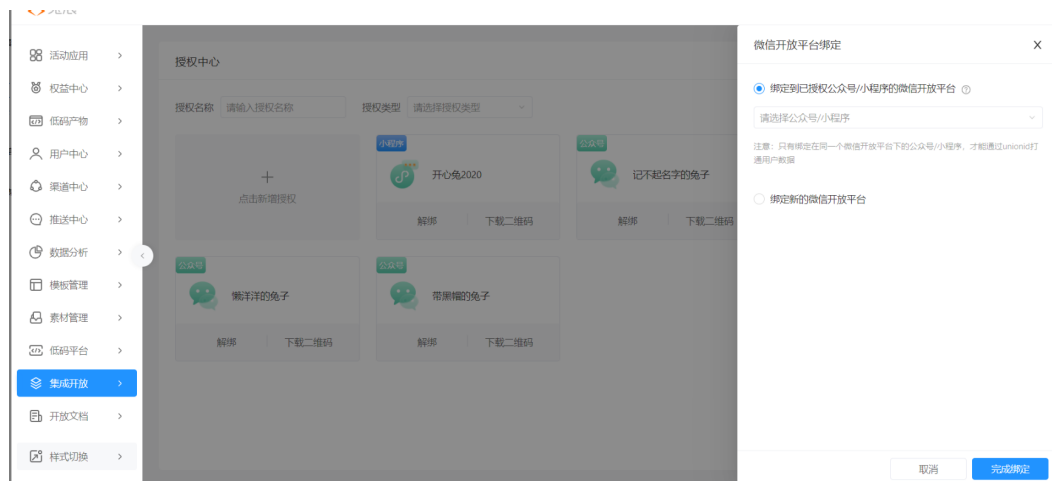 微信开放平台绑定
X
活动应用
授权中心
权益中心
绑定到已授权公众号/小程序的微信开放平台
授权名称 请输入授权名称 授权类型 请选择授权类型
请选择公众号/小程序
低码产物
注意：只有绑定在同一个微信开放平台下的公众号/小程序，才能通过unionid打
通用户数据
小程序
公众号
用户中心
开心兔2020
记不起名字的兔子
渠道中心
点击新增授权
绑定新的微信开放平台
推送中心
解绑 下载二维码
解绑 下载二维码
数据分析
公众号
公众号
模板管理
懒洋洋的兔子
带黑帽的兔子
素材管理
解绑 下载二维码
解绑 下载二维码
低码平台
集成开放
开放文档
样式切换
取消
完成绑定